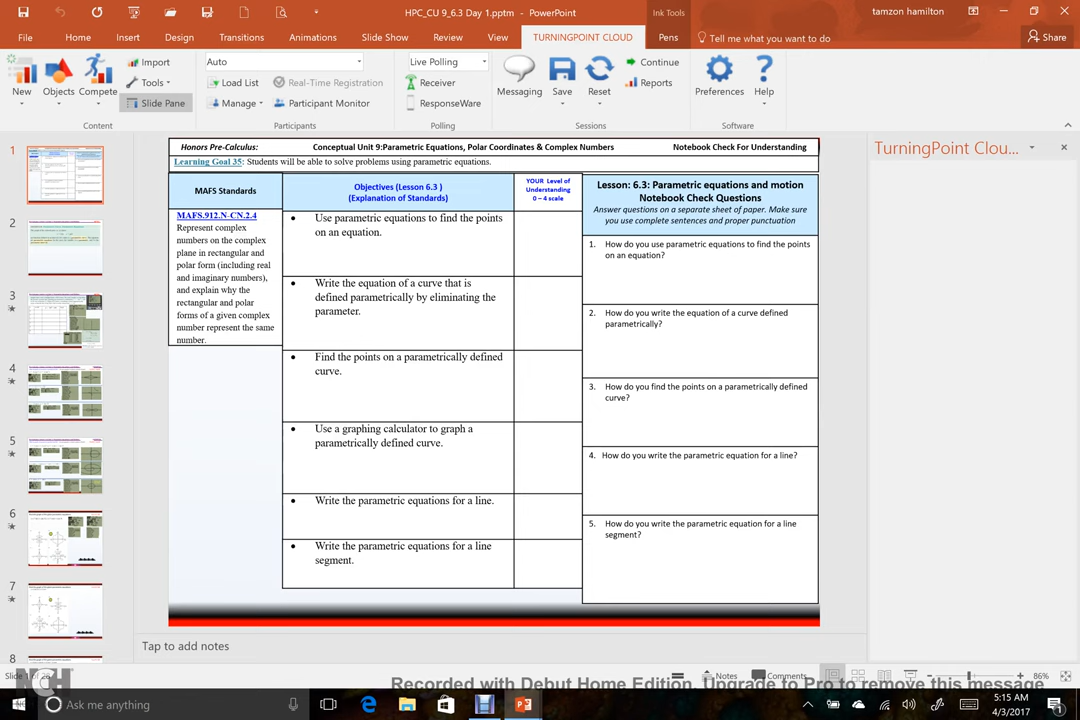 HPC_CU 9_6.3 Day 1.pptm - PowerPoint
Ink Tools
tamzon hamilton
File Home Insert Design Transitions Animations Slide Show Review View TURNINGPOINT CLOUD Pens Tell me what you want to do Share
New
Objects
Compete
Import
Tools
Slide Pane
Content
Auto
Load List
Real-Time Registration
Manage
Participant Monitor
Participants
Live Polling
Receiver
ResponseWare
Polling
Messaging
Save
Reset
Continue
Reports
Sessions
Preferences
Help
Software
1
2
3
4
5
6
7
8
Honors Pre-Calculus: Conceptual Unit 9:Parametric Equations, Polar Coordinates & Complex Numbers Notebook Check For Understanding
Learning Goal 35: Students will be able to solve problems using parametric equations.
MAFS Standards
MAFS.912.N-CN.2.4
Represent complex
numbers on the complex
plane in rectangular and
polar form (including real
and imaginary numbers),
and explain why the
rectangular and polar
forms of a given complex
number represent the same
number.
Objectives (Lesson 6.3 )
(Explanation of Standards)
• Use parametric equations to find the points
on an equation.
• Write the equation of a curve that is
defined parametrically by eliminating the
parameter.
• Find the points on a parametrically defined
curve.
• Use a graphing calculator to graph a
parametrically defined curve.
• Write the parametric equations for a line.
• Write the parametric equations for a line
segment.
YOUR Level of
Understanding
0 – 4 scale
Lesson: 6.3: Parametric equations and motion
Notebook Check Questions
Answer questions on a separate sheet of paper. Make sure
you use complete sentences and proper punctuation
1. How do you use parametric equations to find the points
on an equation?
2. How do you write the equation of a curve defined
parametrically?
3. How do you find the points on a parametrically defined
curve?
4. How do you write the parametric equation for a line?
5. How do you write the parametric equation for a line
segment?
TurningPoint Clou...
Tap to add notes
Slide 1 of
Notes
Comments
86%
NCH
Recorded with Debut Home Edition. Upgrade to Pro to remove this message
Ask me anything
5:15 AM
4/3/2017
1